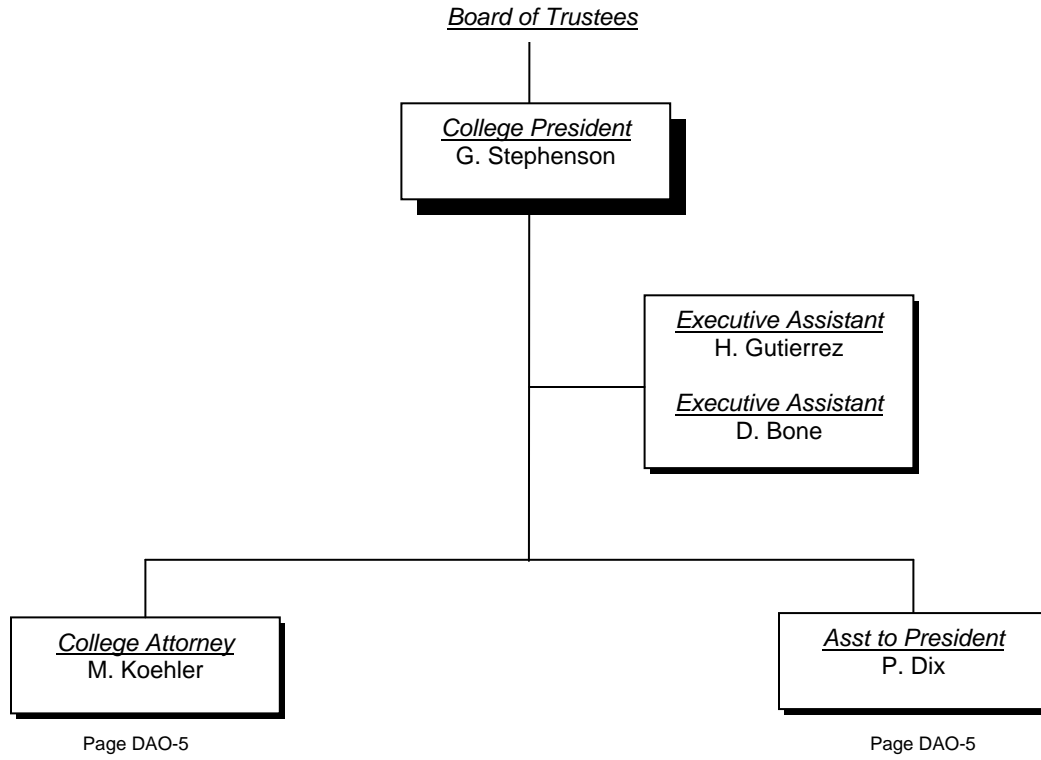 Board of Trustees
College President
G. Stephenson
Executive Assistant
H. Gutierrez
Executive Assistant
D. Bone
College Attorney
M. Koehler
Asst to President
P. Dix
Page DAO-5
Page DAO-5